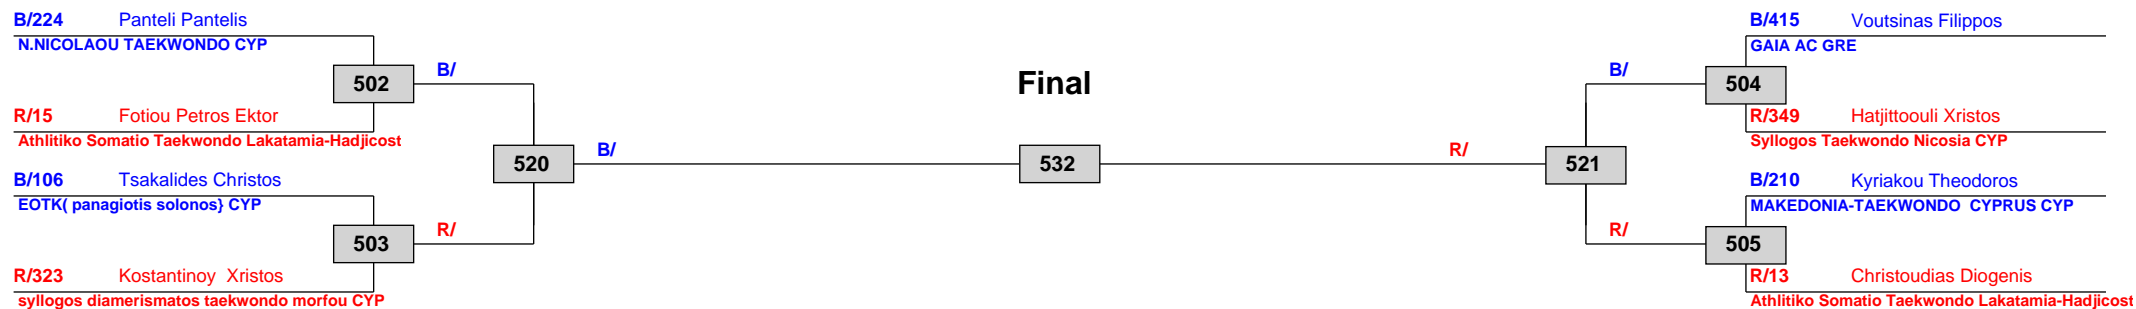 B/224 Panteli Pantelis
N.NICOLAOU TAEKWONDO CYP
502
B/
R/15 Fotiou Petros Ektor
Athlitiko Somatio Taekwondo Lakatamia-Hadjicost
520
B/
B/106 Tsakalides Christos
EOTK( panagiotis solonos} CYP
503
R/
R/323 Kostantinoy Xristos
syllogos diamerismatos taekwondo morfou CYP
Final
532
B/415 Voutsinas Filippos
GAIA AC GRE
B/
504
R/349 Hatjittoouli Xristos
Syllogos Taekwondo Nicosia CYP
R/
521
B/210 Kyriakou Theodoros
MAKEDONIA-TAEKWONDO CYPRUS CYP
R/
505
R/13 Christoudias Diogenis
Athlitiko Somatio Taekwondo Lakatamia-Hadjicost